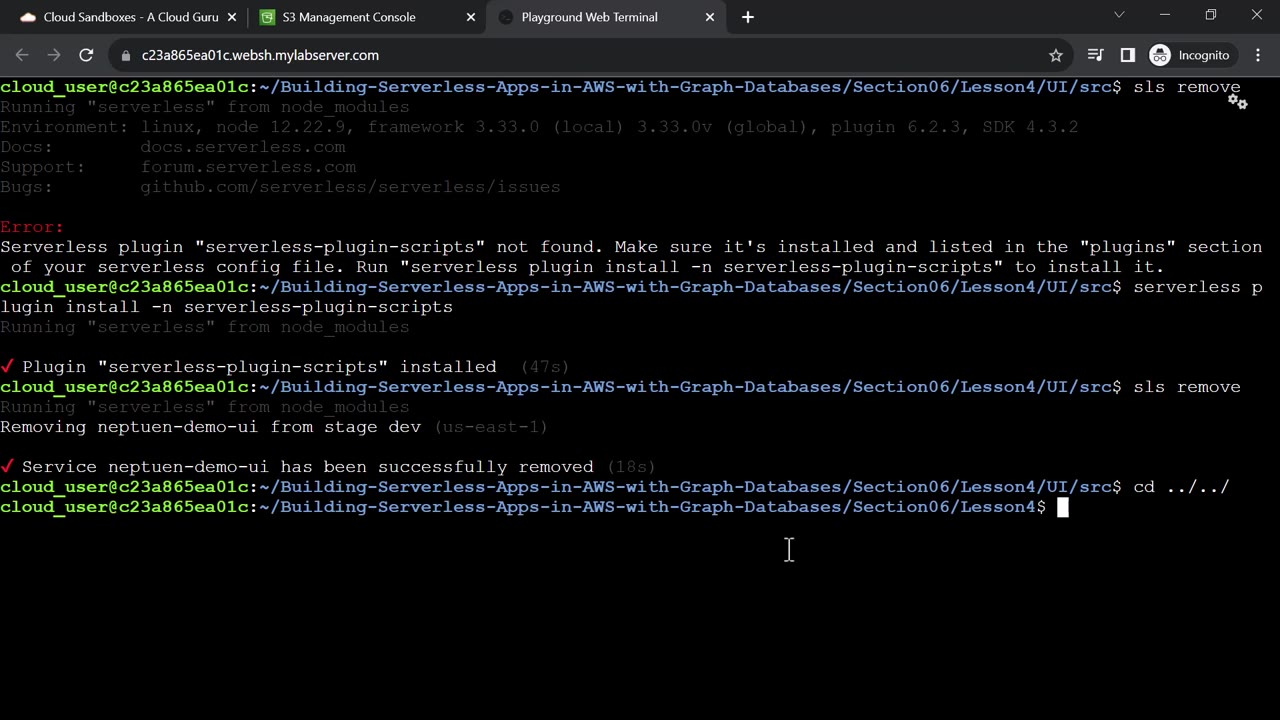 Cloud Sandboxes - A Cloud Guru
S3 Management Console
Playground Web Terminal
c23a865ea01c.websh.mylabserver.com
Incognito
cloud_user@c23a865ea01c:~/Building-Serverless-Apps-in-AWS-with-Graph-Databases/Section06/Lesson4/UI/src$ sls remove
Running "serverless" from node_modules
Environment: linux, node 12.22.9, framework 3.33.0 (local) 3.33.0v (global), plugin 6.2.3, SDK 4.3.2
Docs: docs.serverless.com
Support: forum.serverless.com
Bugs: github.com/serverless/serverless/issues
Error:
Serverless plugin "serverless-plugin-scripts" not found. Make sure it's installed and listed in the "plugins" section
of your serverless config file. Run "serverless plugin install -n serverless-plugin-scripts" to install it.
cloud_user@c23a865ea01c:~/Building-Serverless-Apps-in-AWS-with-Graph-Databases/Section06/Lesson4/UI/src$ serverless p
lugin install -n serverless-plugin-scripts
Running "serverless" from node_modules
✓ Plugin "serverless-plugin-scripts" installed (47s)
cloud_user@c23a865ea01c:~/Building-Serverless-Apps-in-AWS-with-Graph-Databases/Section06/Lesson4/UI/src$ sls remove
Running "serverless" from node_modules
Removing neptuen-demo-ui from stage dev (us-east-1)
✓ Service neptuen-demo-ui has been successfully removed (18s)
cloud_user@c23a865ea01c:~/Building-Serverless-Apps-in-AWS-with-Graph-Databases/Section06/Lesson4/UI/src$ cd ../../
cloud_user@c23a865ea01c:~/Building-Serverless-Apps-in-AWS-with-Graph-Databases/Section06/Lesson4$